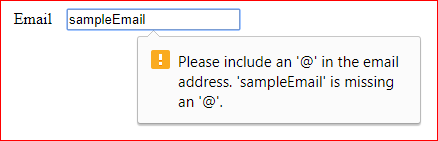 Email sampleEmail
Please include an '@' in the email
address. 'sampleEmail' is missing
an '@'.